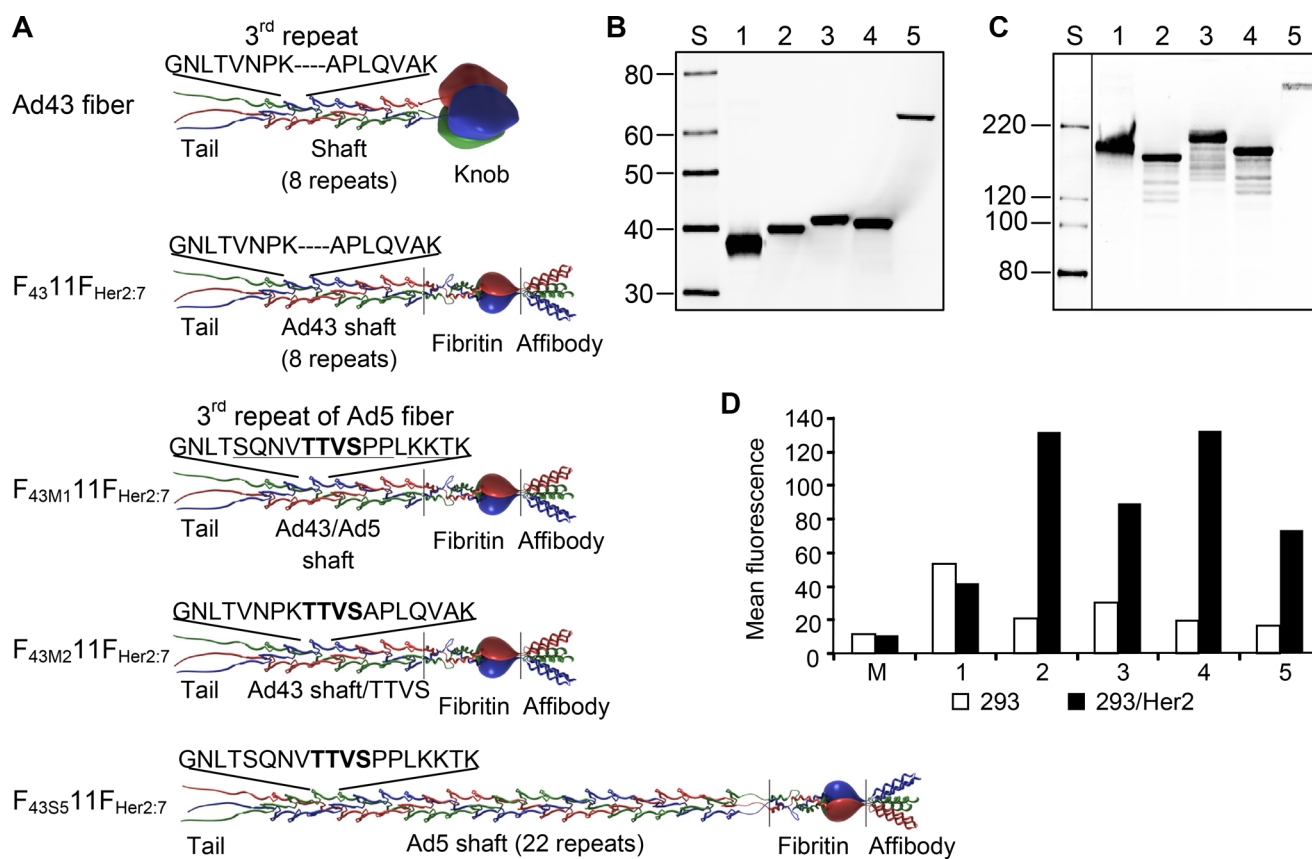 A
3rd repeat
GNLTVNPK----APLQVAK
Ad43 fiber
Tail
Shaft
(8 repeats)
Knob
GNLTVNPK----APLQVAK
F4311FHer2:7
Tail
Ad43 shaft
(8 repeats)
Fibritin
Affibody
3rd repeat of Ad5 fiber
GNLTSQNVTTVSPPLKKTK
F43M111FHer2:7
Tail
Ad43/Ad5
shaft
Fibritin
Affibody
GNLTVNPKTTVSAPLQVAK
F43M211FHer2:7
Tail
Ad43 shaft/TTVS
Fibritin
Affibody
GNLTSQNVTTVSPPLKKTK
F43S511FHer2:7
Tail
Ad5 shaft (22 repeats)
Fibritin
Affibody
B
S 1 2 3 4 5
80
60
50
40
30
C
S 1 2 3 4 5
220
120
100
80
D
Mean fluorescence
140
120
100
80
60
40
20
0
M 1 2 3 4 5
293
293/Her2